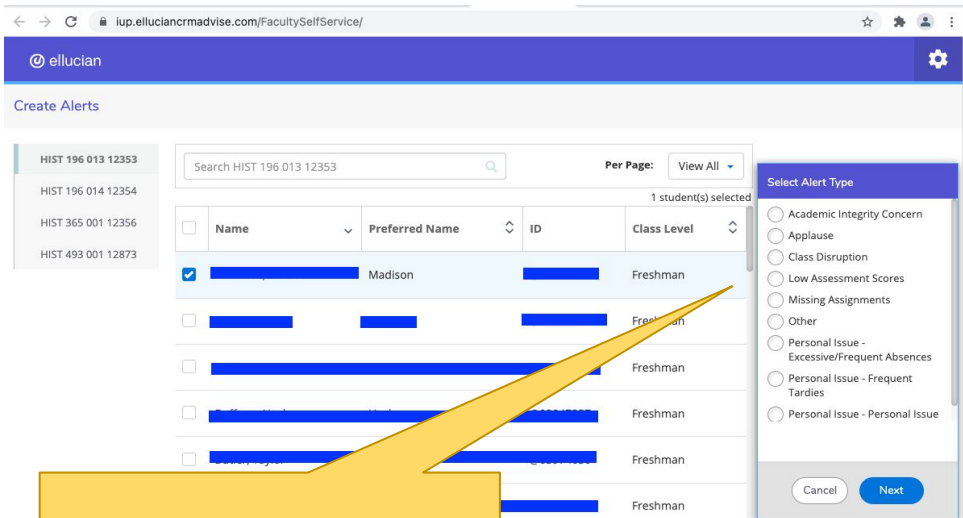 iup.elluciancrmadvise.com/FacultySelfService/
ellucian
Create Alerts
HIST 196 013 12353
HIST 196 014 12354
HIST 365 001 12356
HIST 493 001 12873
Search HIST 196 013 12353
Per Page: View All
1 student(s) selected
Name Preferred Name ID Class Level
Madison Freshman
Freshman
Freshman
Freshman
Freshman
Freshman
Select Alert Type
Academic Integrity Concern
Applause
Class Disruption
Low Assessment Scores
Missing Assignments
Other
Personal Issue -
Excessive/Frequent Absences
Personal Issue - Frequent
Tardies
Personal Issue - Personal Issue
Cancel Next